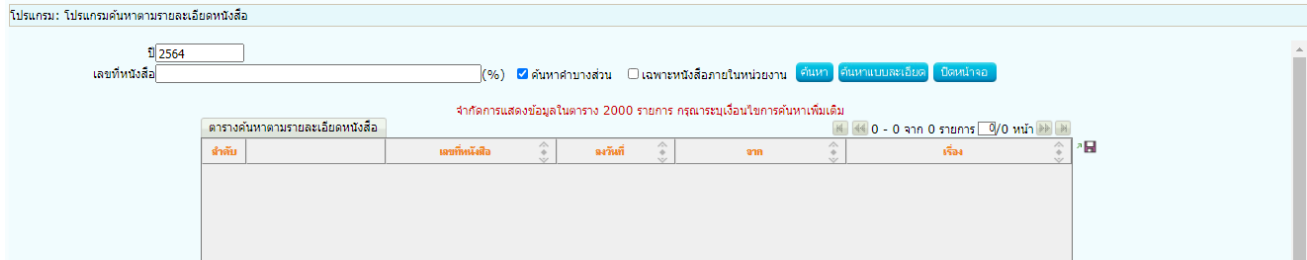 โปรแกรม: โปรแกรมค้นหาตามรายละเอียดหนังสือ
ปี 2564
เลขที่หนังสือ (%) ค้นหาคำบางส่วน เฉพาะหนังสือภายในหน่วยงาน ค้นหา ค้นหาแบบละเอียด ปิดหน้าจอ
จำกัดการแสดงข้อมูลในตาราง 2000 รายการ กรุณาระบุเงื่อนไขการค้นหาเพิ่มเติม
ตารางค้นหาตามรายละเอียดหนังสือ 0 - 0 จาก 0 รายการ 0/0 หน้า
ลำดับ เลขที่หนังสือ ลงวันที่ จาก เรื่อง